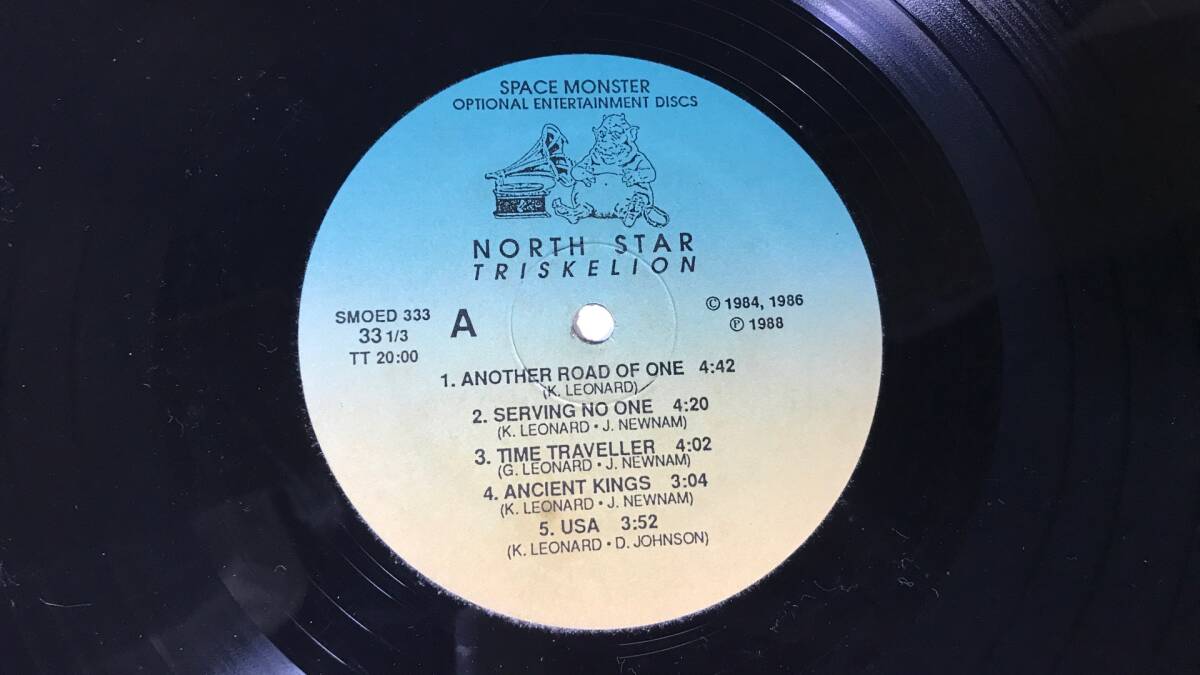 SPACE MONSTER
OPTIONAL ENTERTAINMENT DISCS
NORTH STAR
TRISKELION
SMOED 333
33 1/3
TT 20:00
A
© 1984, 1986
℗ 1988
1. ANOTHER ROAD OF ONE 4:42
(K. LEONARD)
2. SERVING NO ONE 4:20
(K. LEONARD • J. NEWNAM)
3. TIME TRAVELLER 4:02
(G. LEONARD • J. NEWNAM)
4. ANCIENT KINGS 3:04
(K. LEONARD • J. NEWNAM)
5. USA 3:52
(K. LEONARD • D. JOHNSON)